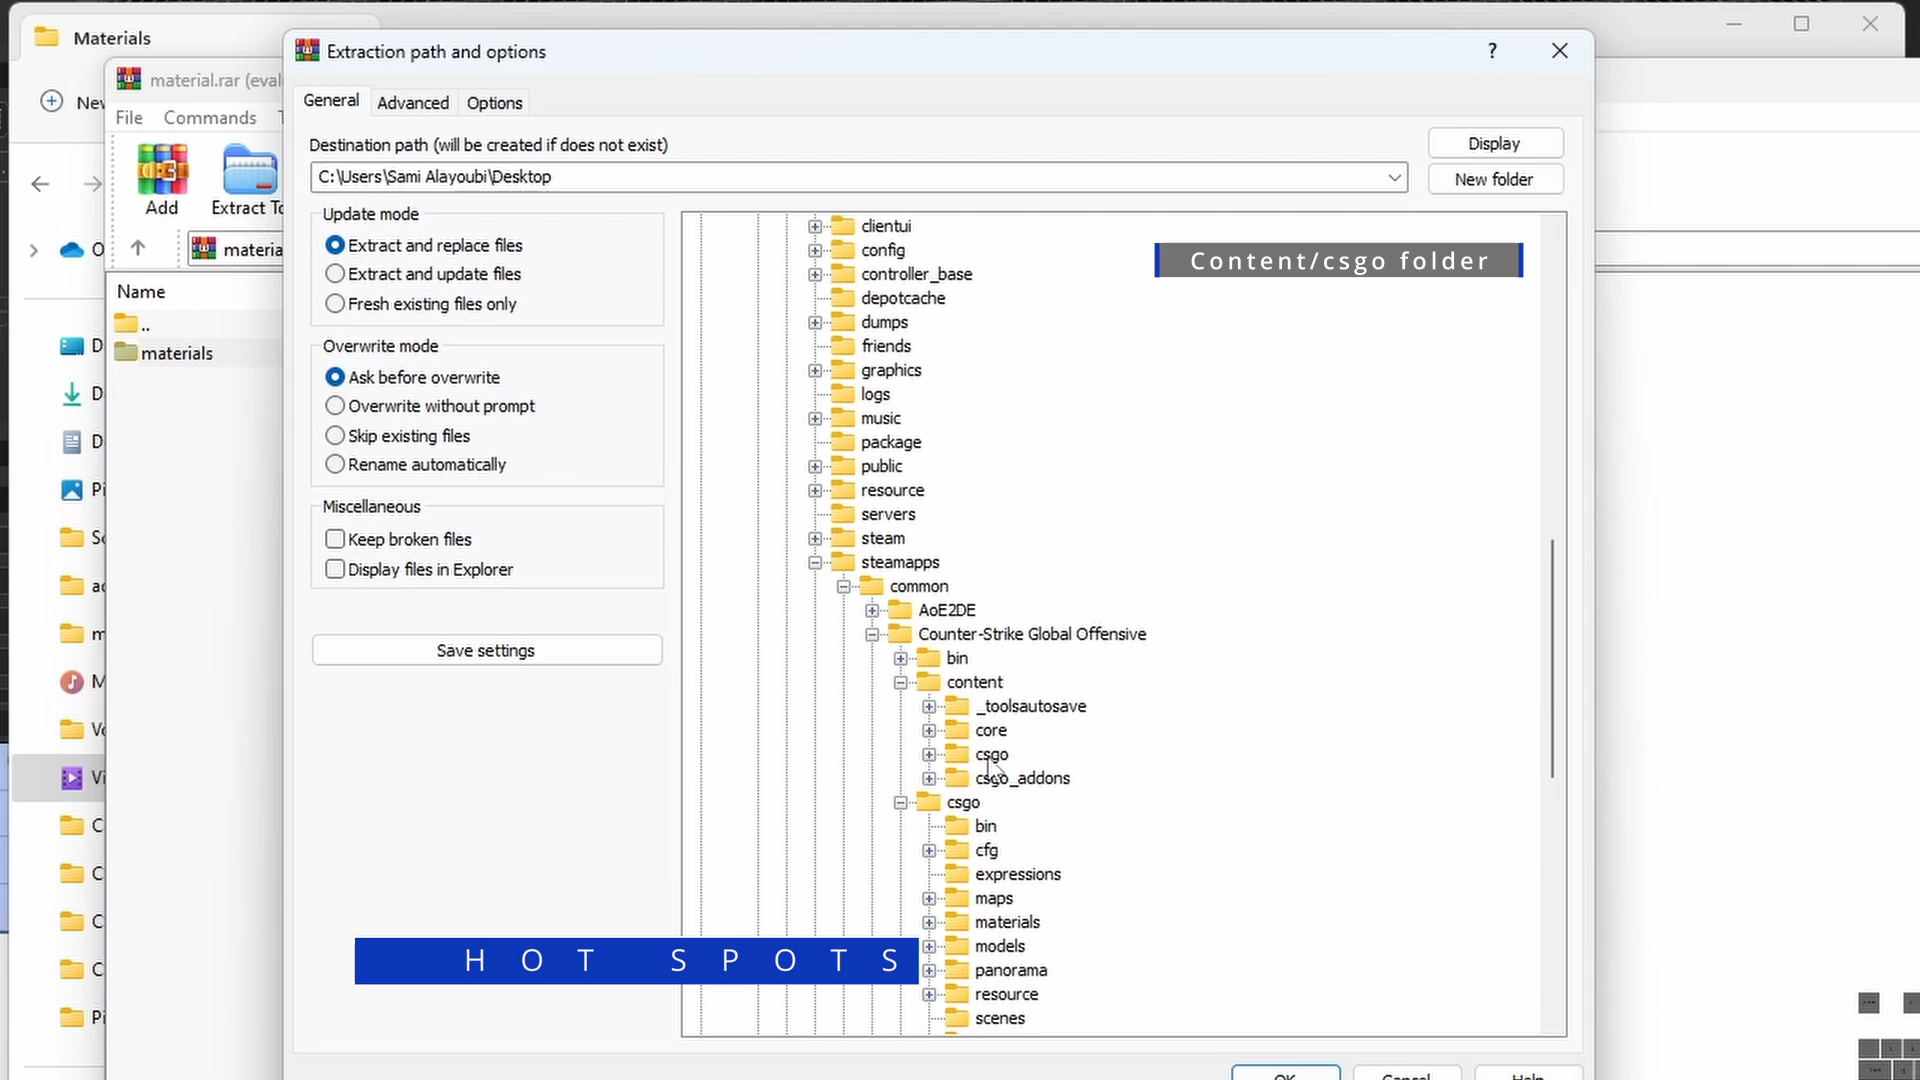 Materials
material.rar (eval
File Commands
Add
Extract To
materia
Name
..
materials
Extraction path and options
?
General Advanced Options
Destination path (will be created if does not exist)
C:\Users\Sami Alayoubi\Desktop
Display
New folder
Update mode
Extract and replace files
Extract and update files
Fresh existing files only
Overwrite mode
Ask before overwrite
Overwrite without prompt
Skip existing files
Rename automatically
Miscellaneous
Keep broken files
Display files in Explorer
Save settings
clientui
config
controller_base
depotcache
dumps
friends
graphics
logs
music
package
public
resource
servers
steam
steamapps
common
AoE2DE
Counter-Strike Global Offensive
bin
content
_toolsautosave
core
csgo
csgo_addons
csgo
bin
cfg
expressions
maps
materials
models
panorama
resource
scenes
Content/csgo folder
HOT SPOTS
OK Cancel Help